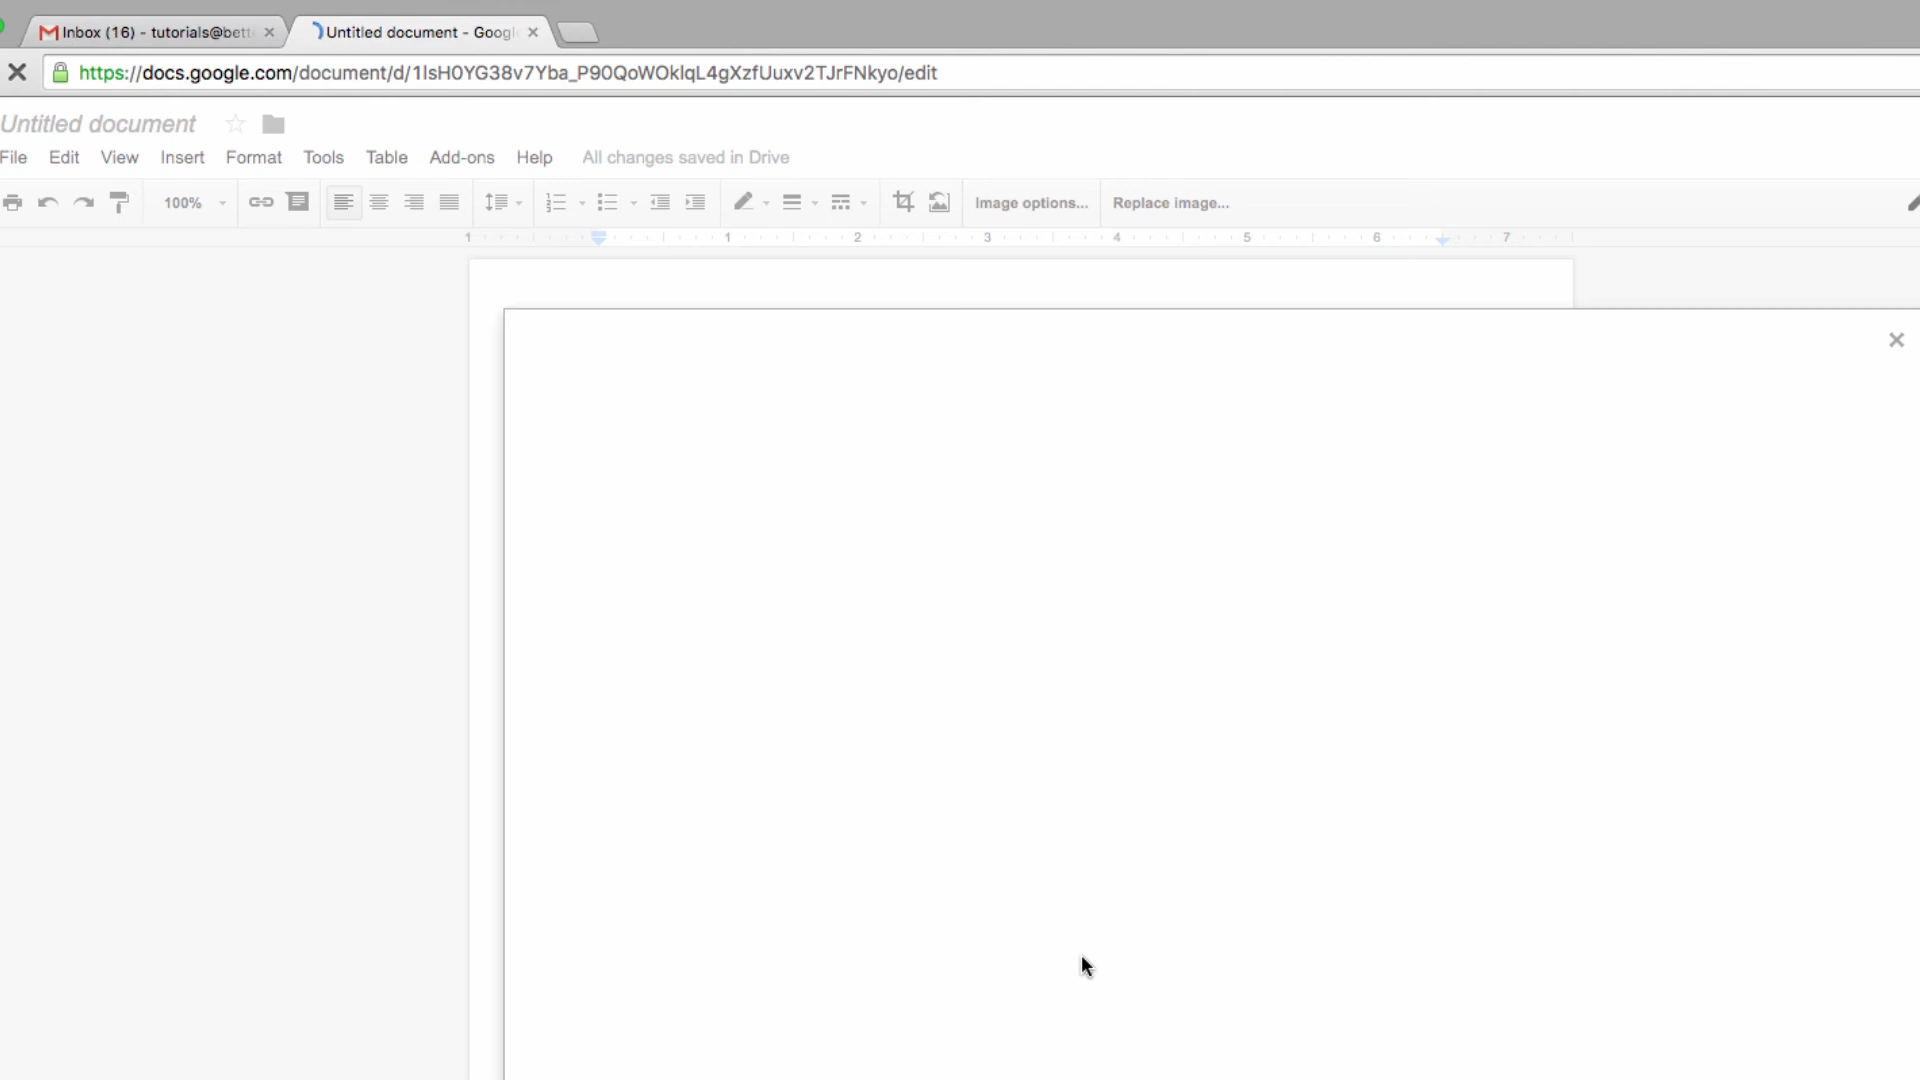 Inbox (16) - tutorials@bett
Untitled document - Googl
https://docs.google.com/document/d/1lsH0YG38v7Yba_P90QoWOklqL4gXzfUuxv2TJrFNkyo/edit
Untitled document
File Edit View Insert Format Tools Table Add-ons Help All changes saved in Drive
100% Image options... Replace image...
1 1 2 3 4 5 6 7